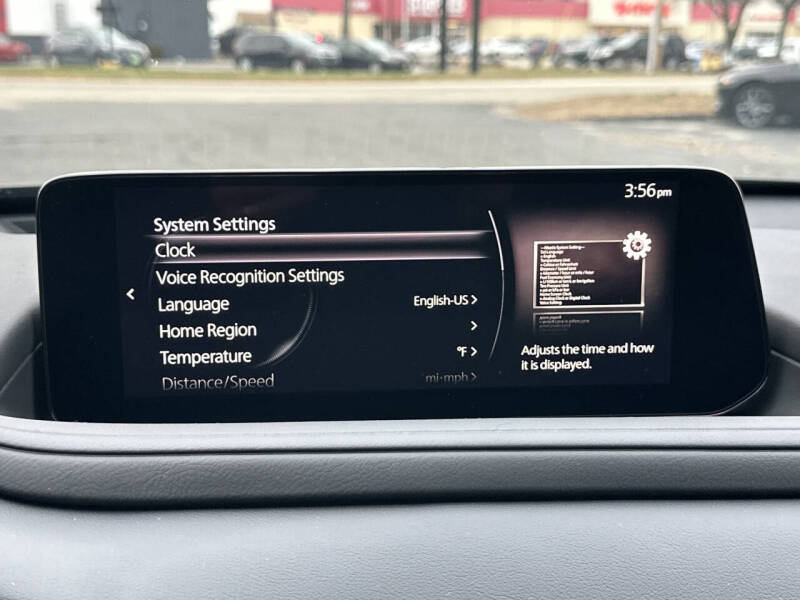 3:56pm
System Settings
Clock
Voice Recognition Settings
Language English-US >
Home Region >
Temperature °F >
Distance/Speed mi·mph >
Adjusts the time and how
it is displayed.